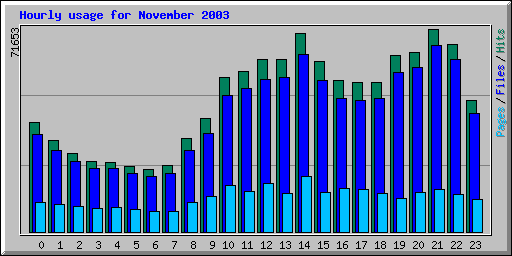 Hourly usage for November 2003
71653
Pages/Files/Hits
0 1 2 3 4 5 6 7 8 9 10 11 12 13 14 15 16 17 18 19 20 21 22 23